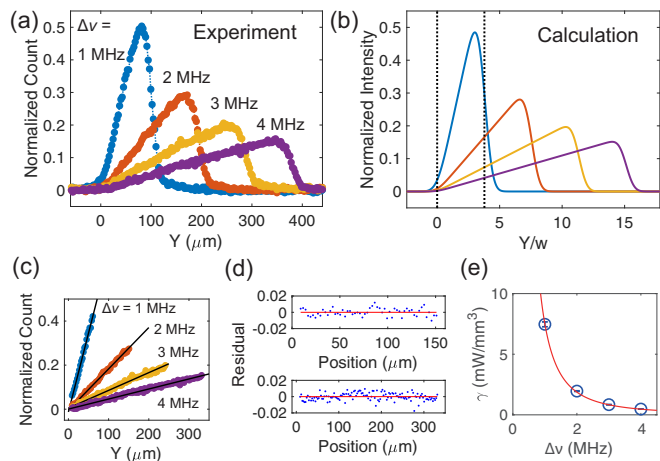 (a)
Δν =
1 MHz
Experiment
2 MHz
3 MHz
4 MHz
Normalized Count
0.5
0.4
0.3
0.2
0.1
0
0 100 200 300 400
Y (μm)
(b)
Calculation
Normalized Intensity
0.5
0.4
0.3
0.2
0.1
0
0 5 10 15
Y/w
(c)
Δν = 1 MHz
2 MHz
3 MHz
4 MHz
Normalized Count
0.4
0.2
0
0 100 200 300
Y (μm)
(d)
Residual
0.02
0
-0.02
0 50 100 150
Position (μm)
0.02
0
-0.02
0 100 200 300
Position (μm)
(e)
γ (mW/mm³)
10
5
0
0 2 4
Δν (MHz)